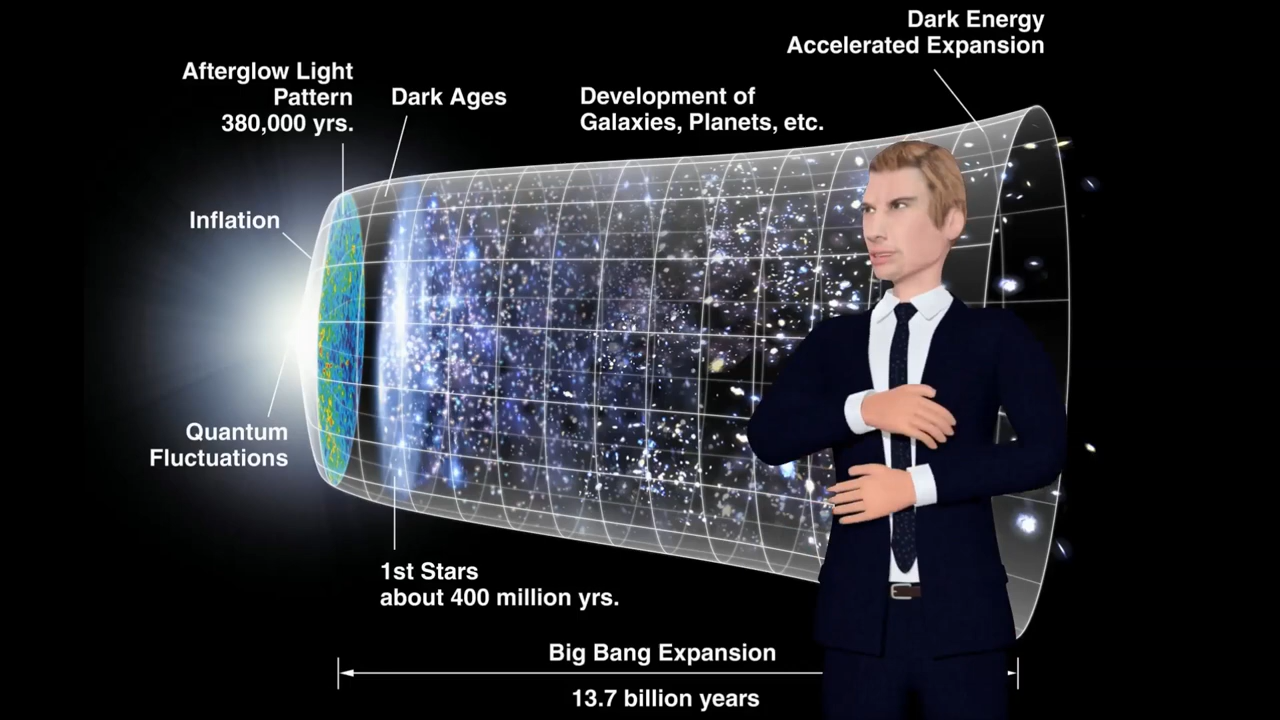 Dark Energy
Accelerated Expansion
Afterglow Light
Pattern
380,000 yrs.
Dark Ages
Development of
Galaxies, Planets, etc.
Inflation
Quantum
Fluctuations
1st Stars
about 400 million yrs.
Big Bang Expansion
13.7 billion years